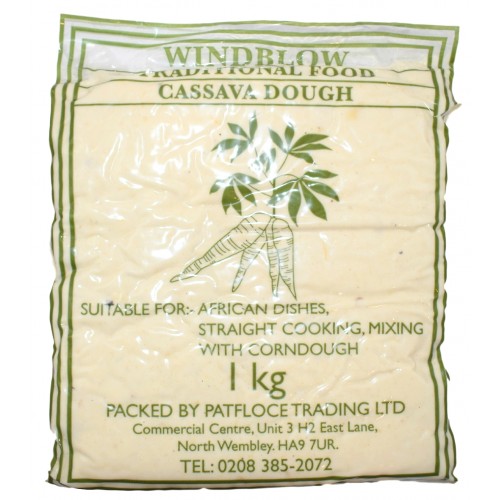 WINDBLOW
TRADITIONAL FOOD
CASSAVA DOUGH
SUITABLE FOR:- AFRICAN DISHES,
STRAIGHT COOKING, MIXING
WITH CORNDOUGH
1 kg
PACKED BY PATFLOCE TRADING LTD
Commercial Centre, Unit 3 H2 East Lane,
North Wembley. HA9 7UR.
TEL: 0208 385-2072